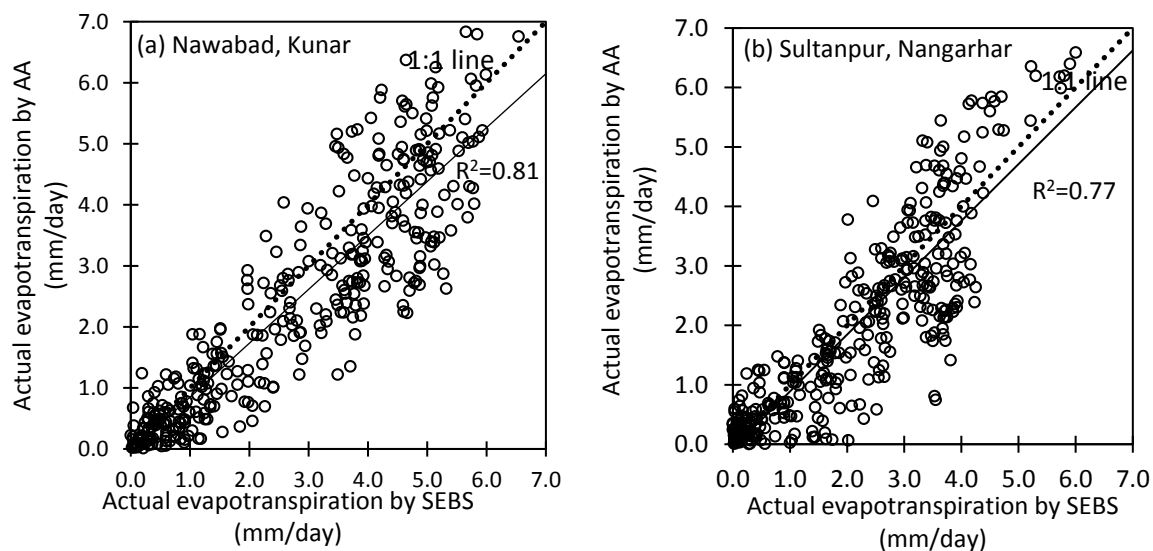 (a) Nawabad, Kunar
1:1 line
R²=0.81
Actual evapotranspiration by AA
(mm/day)
7.0
6.0
5.0
4.0
3.0
2.0
1.0
0.0
0.0 1.0 2.0 3.0 4.0 5.0 6.0 7.0
Actual evapotranspiration by SEBS
(mm/day)
(b) Sultanpur, Nangarhar
1:1 line
R²=0.77
Actual evapotranspiration by AA
(mm/day)
7.0
6.0
5.0
4.0
3.0
2.0
1.0
0.0
0.0 1.0 2.0 3.0 4.0 5.0 6.0 7.0
Actual evapotranspiration by SEBS
(mm/day)